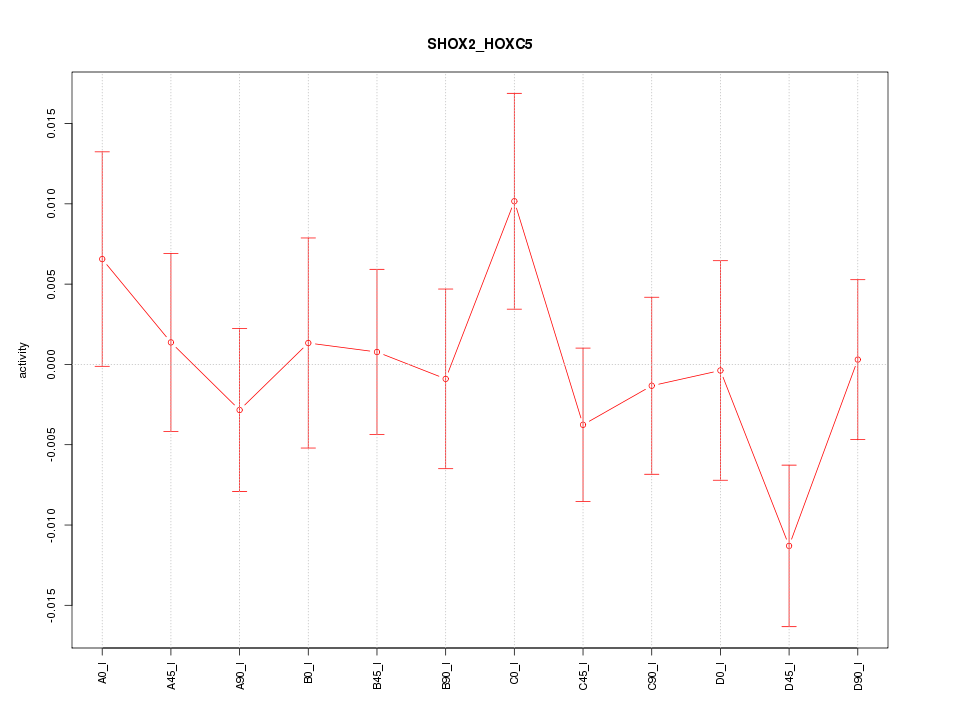 SHOX2_HOXC5
activity
0.015
0.010
0.005
0.000
-0.005
-0.010
-0.015
A0_I
A45_I
A90_I
B0_I
B45_I
B90_I
C0_I
C45_I
C90_I
D0_I
D45_I
D90_I